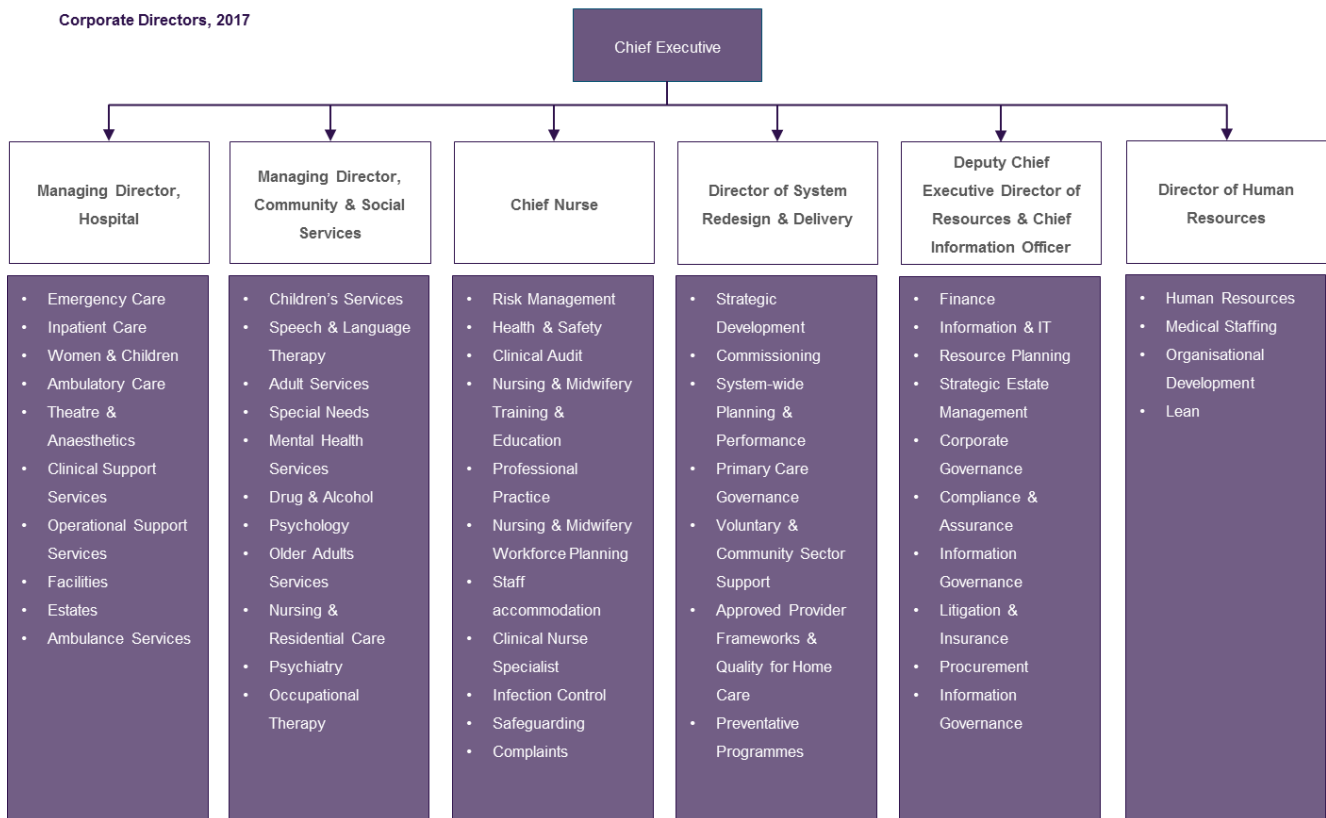 Corporate Directors, 2017
Chief Executive
Managing Director,
Hospital
Managing Director,
Community & Social
Services
Chief Nurse
Director of System
Redesign & Delivery
Deputy Chief
Executive Director of
Resources & Chief
Information Officer
Director of Human
Resources
• Emergency Care
• Inpatient Care
• Women & Children
• Ambulatory Care
• Theatre &
Anaesthetics
• Clinical Support
Services
• Operational Support
Services
• Facilities
• Estates
• Ambulance Services
• Children's Services
• Speech & Language
Therapy
• Adult Services
• Special Needs
• Mental Health
Services
• Drug & Alcohol
• Psychology
• Older Adults
Services
• Nursing &
Residential Care
• Psychiatry
• Occupational
Therapy
• Risk Management
• Health & Safety
• Clinical Audit
• Nursing & Midwifery
Training &
Education
• Professional
Practice
• Nursing & Midwifery
Workforce Planning
• Staff
accommodation
• Clinical Nurse
Specialist
• Infection Control
• Safeguarding
• Complaints
• Strategic
Development
• Commissioning
• System-wide
Planning &
Performance
• Primary Care
Governance
• Voluntary &
Community Sector
Support
• Approved Provider
Frameworks &
Quality for Home
Care
• Preventative
Programmes
• Finance
• Information & IT
• Resource Planning
• Strategic Estate
Management
• Corporate
Governance
• Compliance &
Assurance
• Information
Governance
• Litigation &
Insurance
• Procurement
• Information
Governance
• Human Resources
• Medical Staffing
• Organisational
Development
• Lean